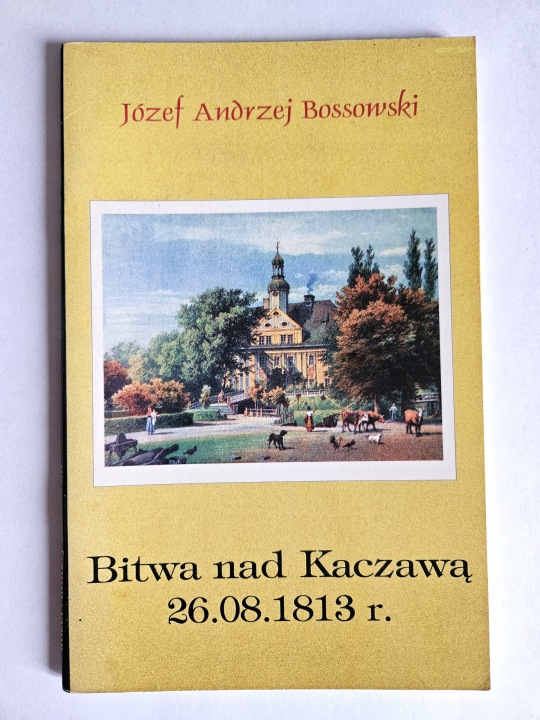 Józef Andrzej Bossowski
Bitwa nad Kaczawą
26.08.1813 r.